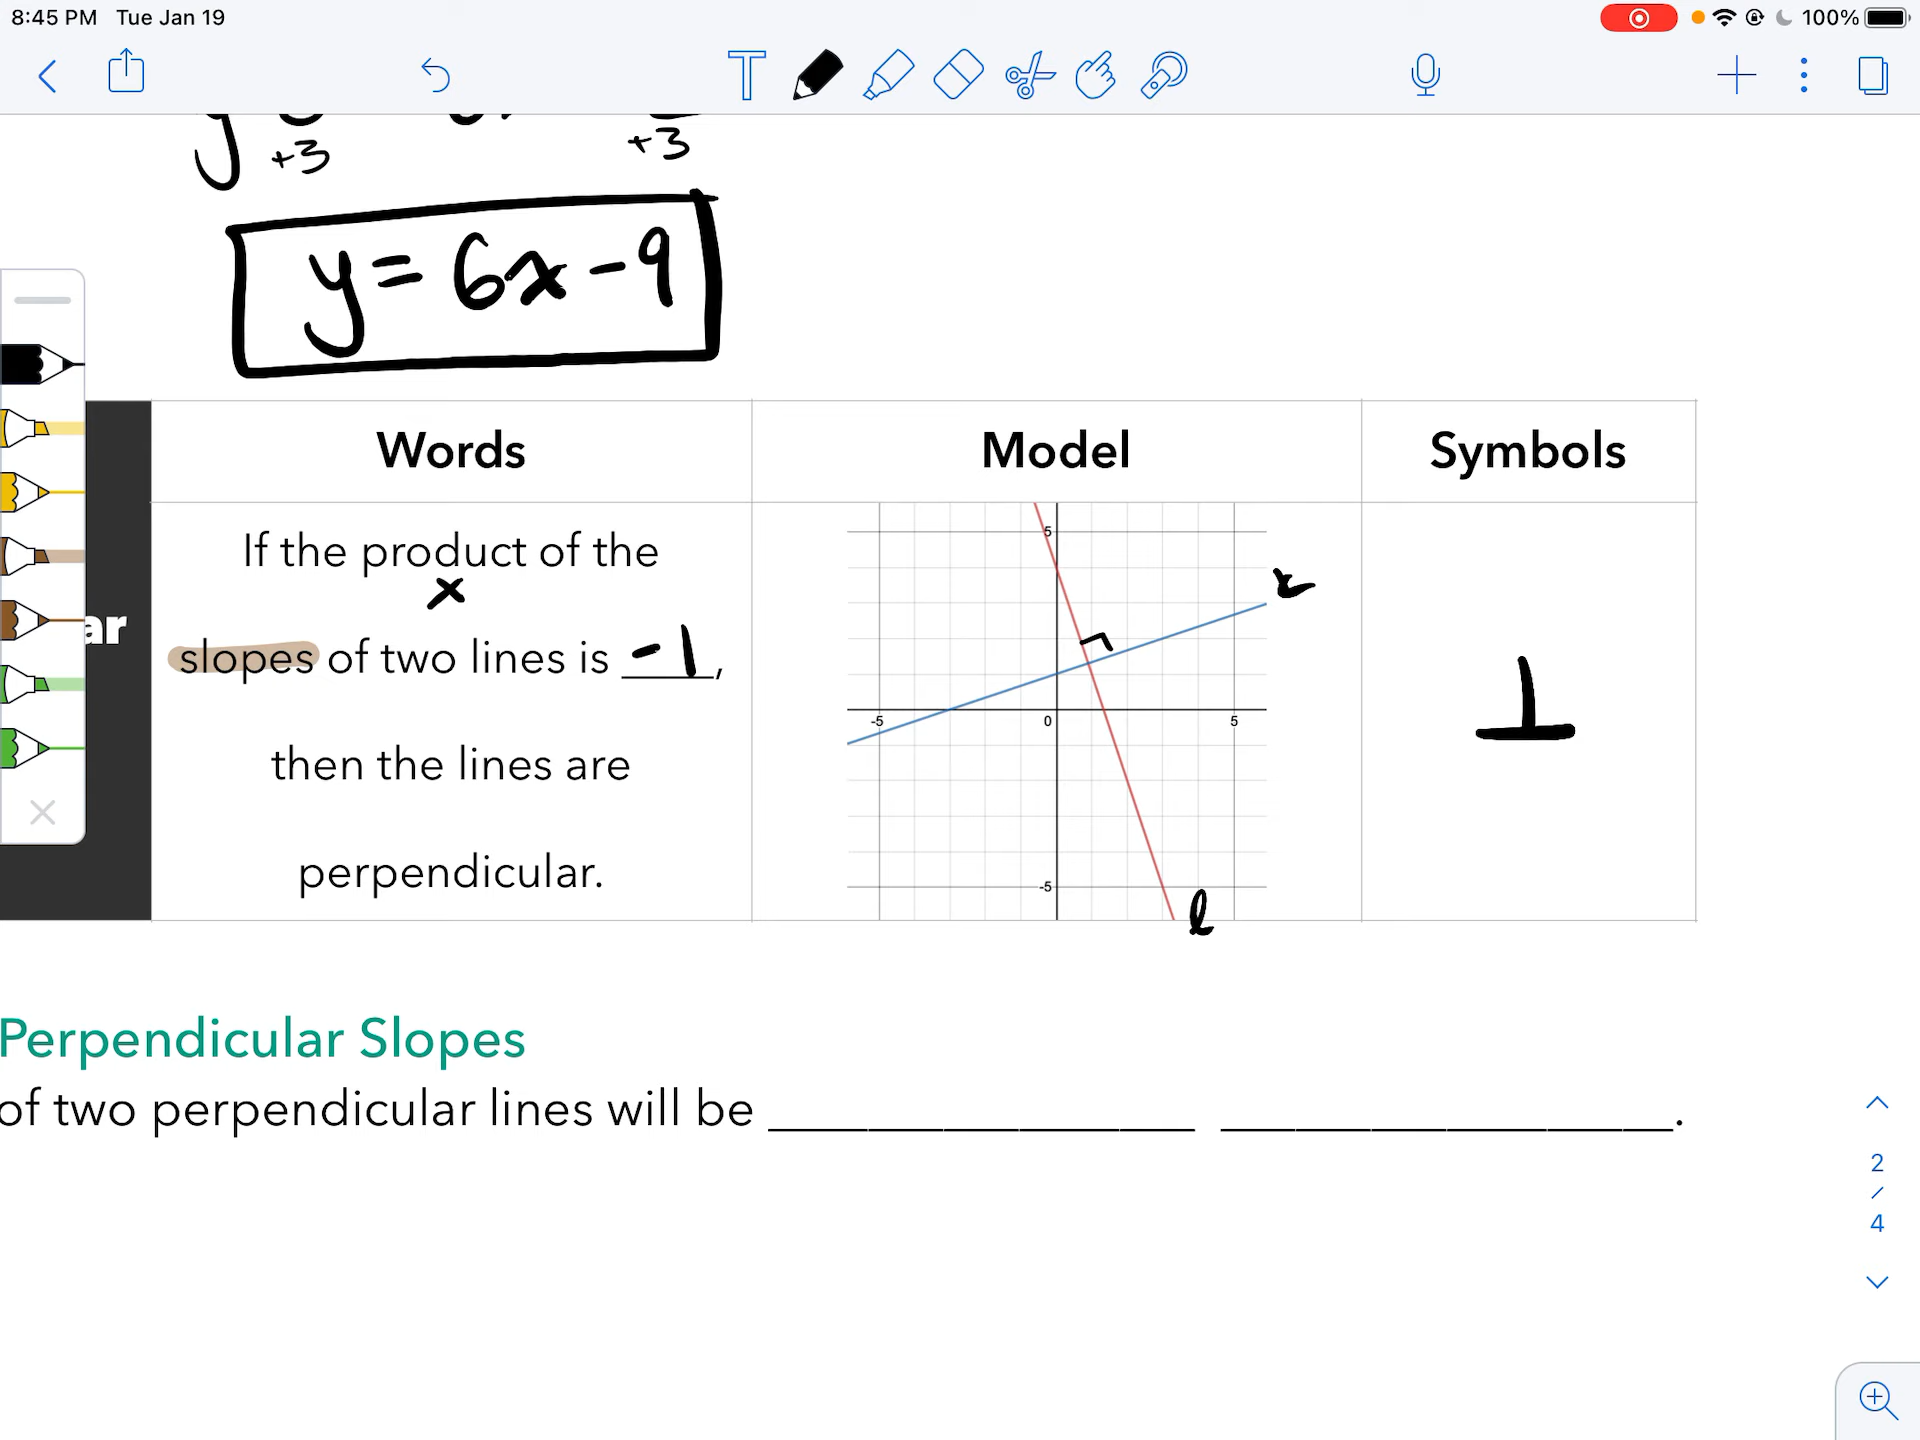 8:45 PM Tue Jan 19
100%
T
+3 +3
y = 6x - 9
Words Model Symbols
ar
If the product of the
x
slopes of two lines is -1,
then the lines are
perpendicular.
5
-5 0 5
-5
l
⊥
Perpendicular Slopes
of two perpendicular lines will be ____________ ____________.
2
/
4